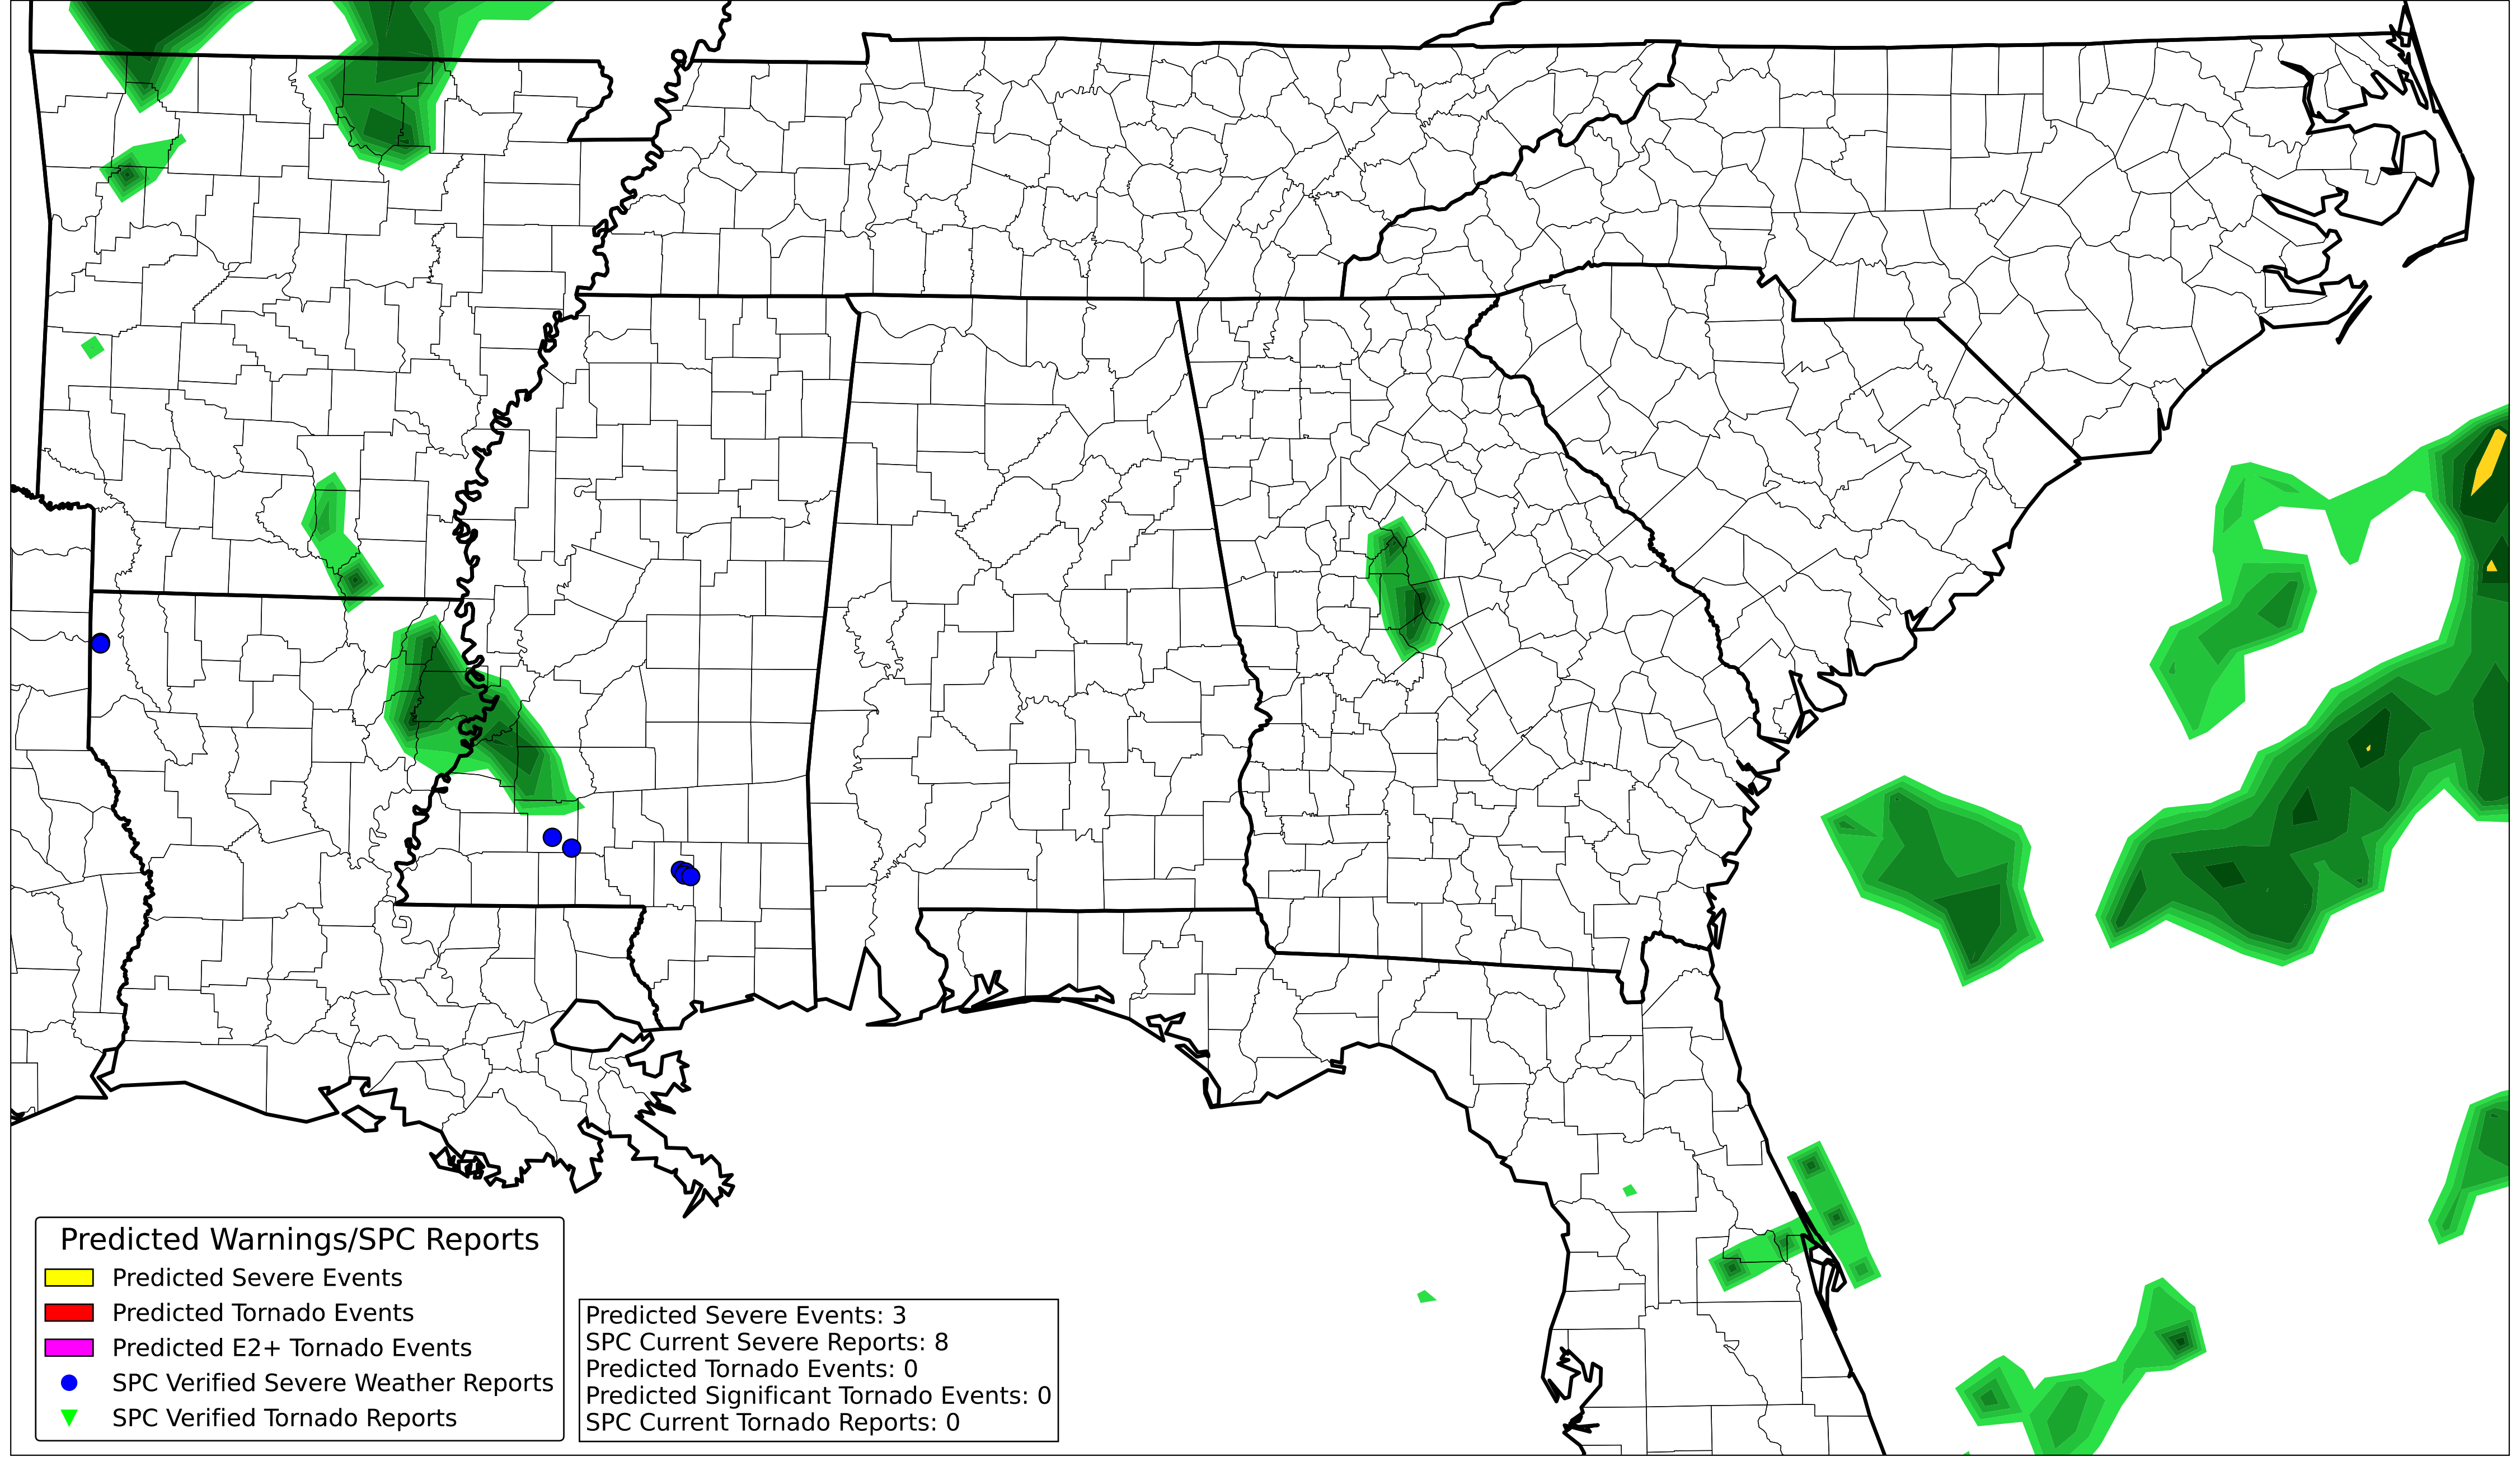 Predicted Warnings/SPC Reports
Predicted Severe Events
Predicted Tornado Events
Predicted E2+ Tornado Events
SPC Verified Severe Weather Reports
SPC Verified Tornado Reports
Predicted Severe Events: 3
SPC Current Severe Reports: 8
Predicted Tornado Events: 0
Predicted Significant Tornado Events: 0
SPC Current Tornado Reports: 0